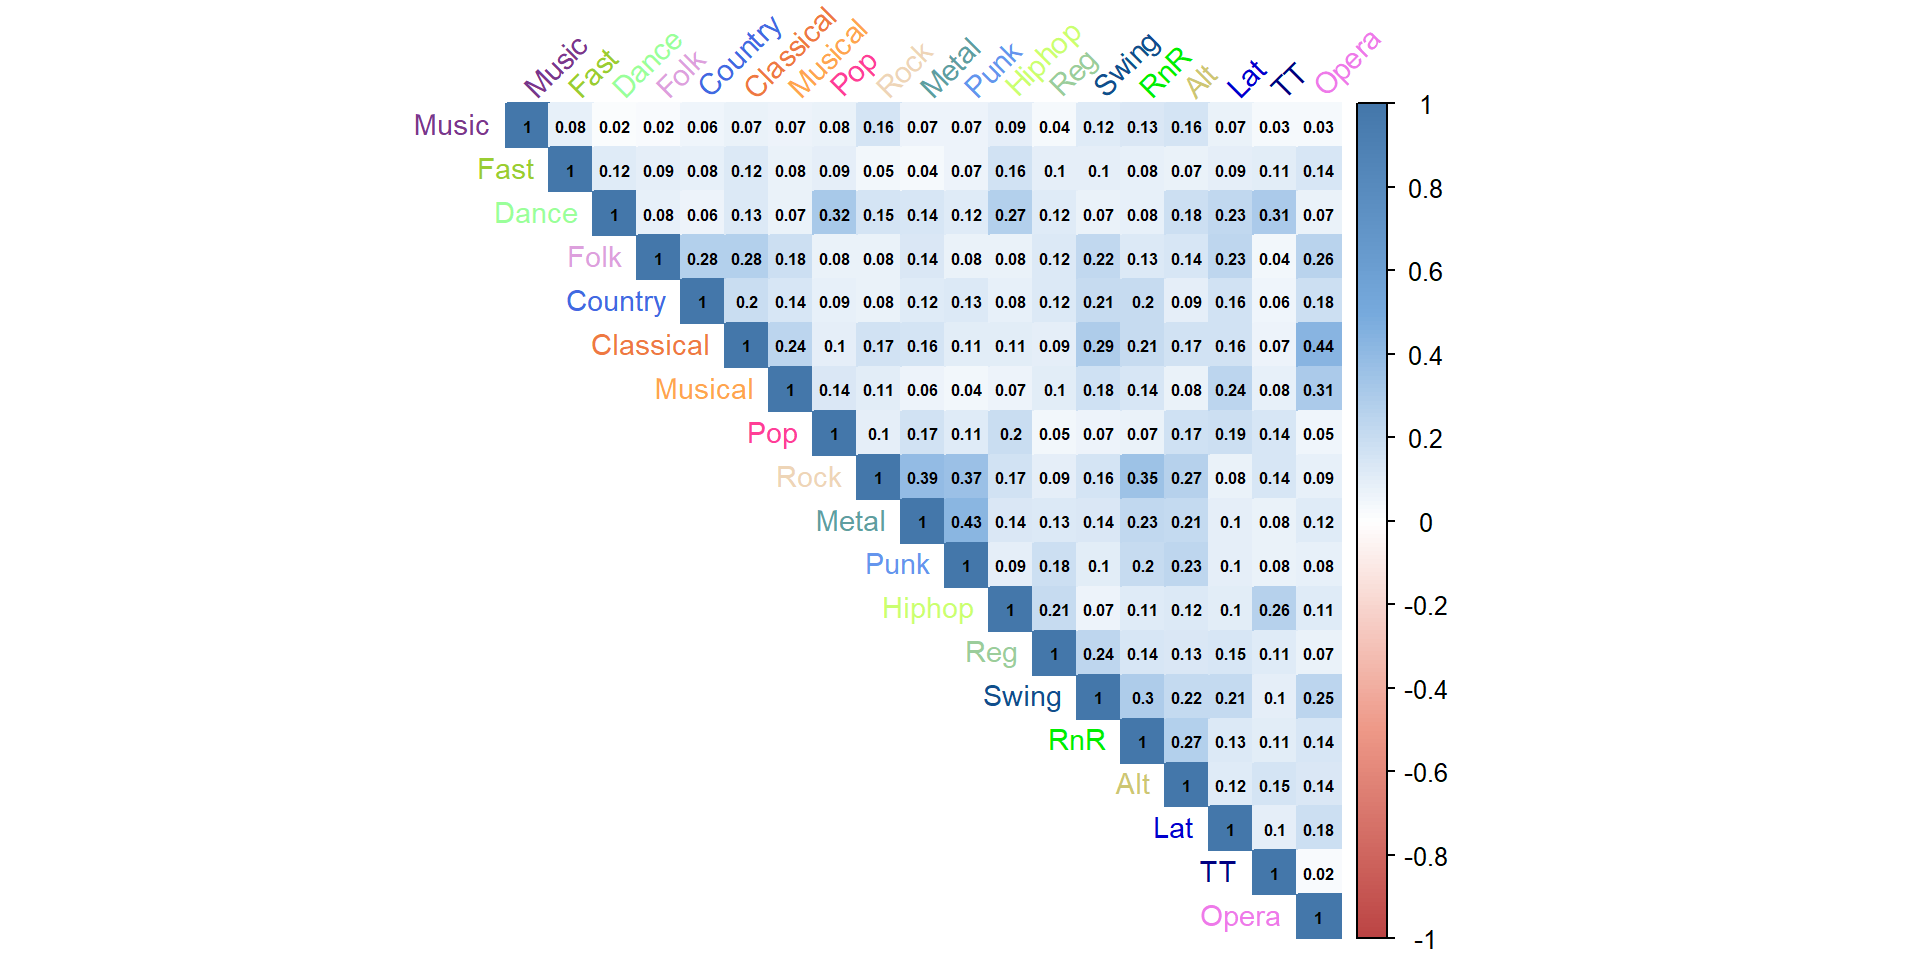 Music Fast Dance Folk Country Classical Musical Pop Rock Metal Punk Hiphop Reg Swing RnR Alt Lat TT Opera
Music 1 0.08 0.02 0.02 0.06 0.07 0.07 0.08 0.16 0.07 0.07 0.09 0.04 0.12 0.13 0.16 0.07 0.03 0.03
Fast 1 0.12 0.09 0.08 0.12 0.08 0.09 0.05 0.04 0.07 0.16 0.1 0.1 0.08 0.07 0.09 0.11 0.14
Dance 1 0.08 0.06 0.13 0.07 0.32 0.15 0.14 0.12 0.27 0.12 0.07 0.08 0.18 0.23 0.31 0.07
Folk 1 0.28 0.28 0.18 0.08 0.08 0.14 0.08 0.08 0.12 0.22 0.13 0.14 0.23 0.04 0.26
Country 1 0.2 0.14 0.09 0.08 0.12 0.13 0.08 0.12 0.21 0.2 0.09 0.16 0.06 0.18
Classical 1 0.24 0.1 0.17 0.16 0.11 0.11 0.09 0.29 0.21 0.17 0.16 0.07 0.44
Musical 1 0.14 0.11 0.06 0.04 0.07 0.1 0.18 0.14 0.08 0.24 0.08 0.31
Pop 1 0.1 0.17 0.11 0.2 0.05 0.07 0.07 0.17 0.19 0.14 0.05
Rock 1 0.39 0.37 0.17 0.09 0.16 0.35 0.27 0.08 0.14 0.09
Metal 1 0.43 0.14 0.13 0.14 0.23 0.21 0.1 0.08 0.12
Punk 1 0.09 0.18 0.1 0.2 0.23 0.1 0.08 0.08
Hiphop 1 0.21 0.07 0.11 0.12 0.1 0.26 0.11
Reg 1 0.24 0.14 0.13 0.15 0.11 0.07
Swing 1 0.3 0.22 0.21 0.1 0.25
RnR 1 0.27 0.13 0.11 0.14
Alt 1 0.12 0.15 0.14
Lat 1 0.1 0.18
TT 1 0.02
Opera 1
1
0.8
0.6
0.4
0.2
0
-0.2
-0.4
-0.6
-0.8
-1